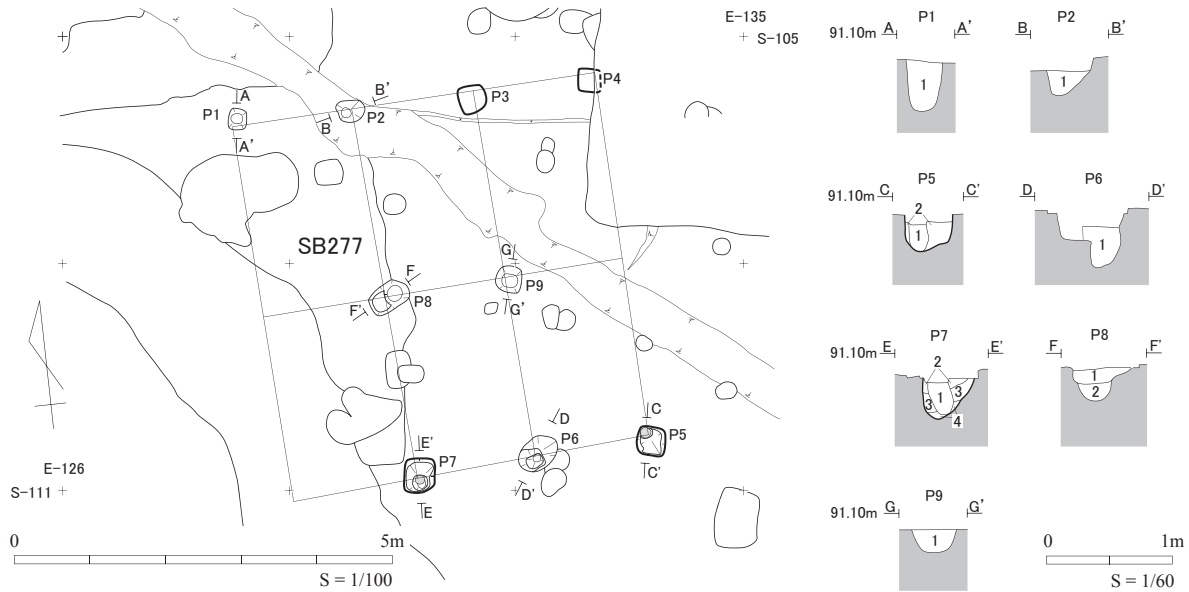 E-135
S-105
A
P1
A'
B
B'
P2
P3
P4
SB277
G
F
P9
P8
F'
G'
C
D
E'
P6
P5
P7
C'
E-126
D'
S-111
E
0 5m
S = 1/100
P1 P2
91.10m A A' B B'
1 1
P5 P6
91.10m C C' D D'
2
1 1
P7 P8
91.10m E E' F F'
2 1
3 1 3 2
4
P9
91.10m G G'
1
0 1m
S = 1/60